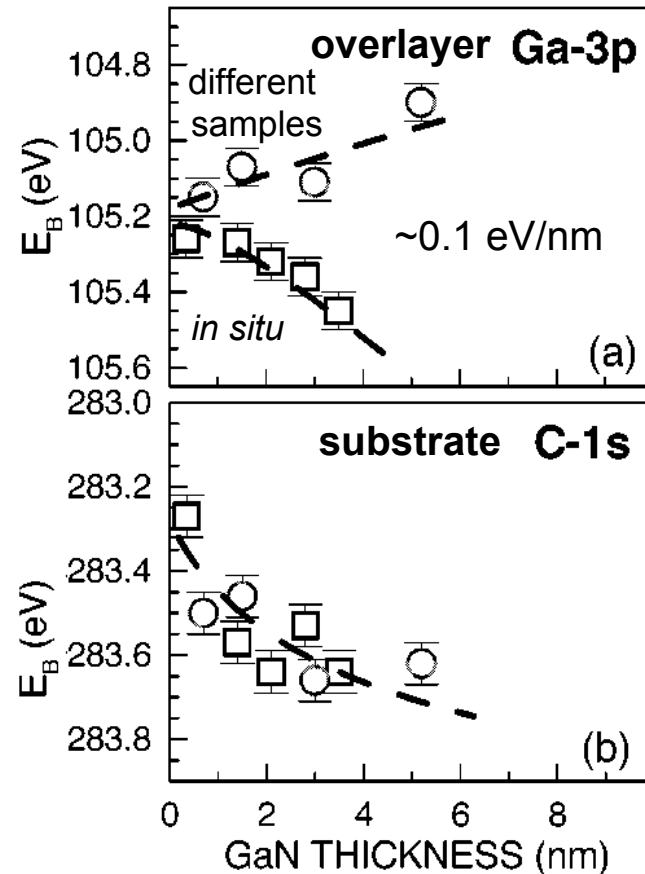 overlayer Ga-3p
104.8
different
samples
105.0
105.2
E_B (eV)
~0.1 eV/nm
105.4
in situ
105.6
(a)
283.0
substrate C-1s
283.2
283.4
E_B (eV)
283.6
283.8
(b)
0 2 4 6 8
GaN THICKNESS (nm)